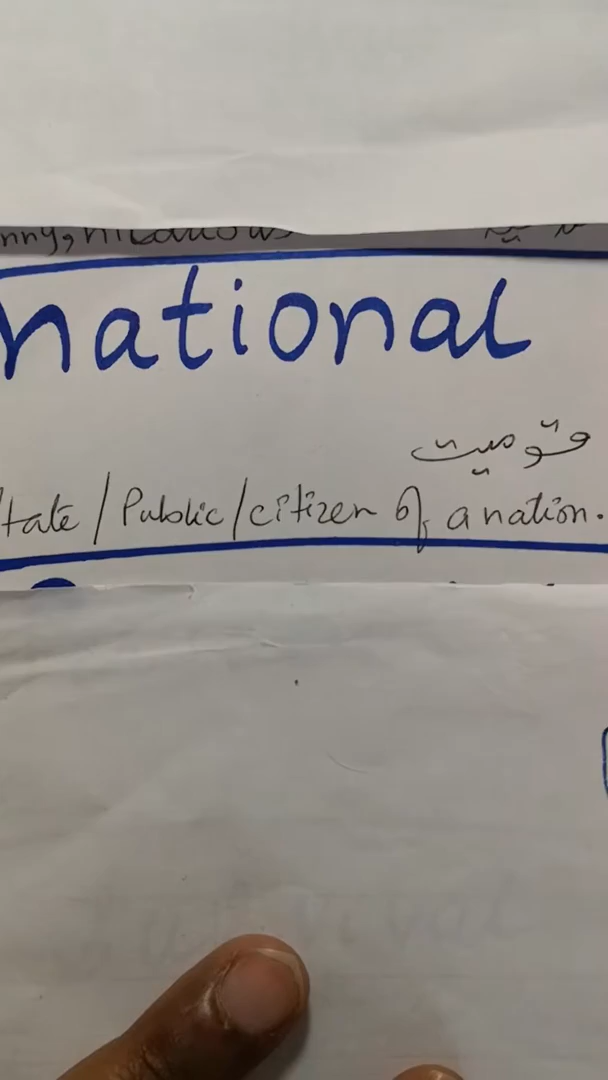 national
قومیت
tate / Public / citizen of a nation.